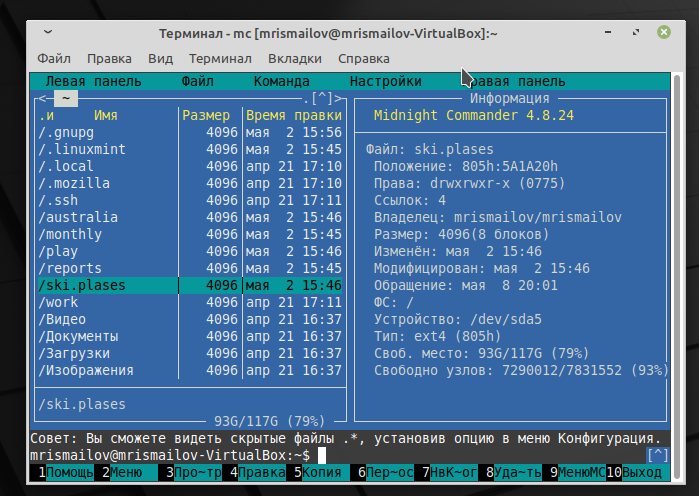 Терминал - mc [mrismailov@mrismailov-VirtualBox]:~
Файл Правка Вид Терминал Вкладки Справка
Левая панель Файл Команда Настройки равая панель
<─ ~ ─.[^]> Информация
.и Имя Размер Время правки Midnight Commander 4.8.24
/.gnupg 4096 мая 2 15:56
/.linuxmint 4096 мая 2 15:45 Файл: ski.plases
/.local 4096 апр 21 17:10 Положение: 805h:5A1A20h
/.mozilla 4096 апр 21 17:10 Права: drwxrwxr-x (0775)
/.ssh 4096 апр 21 17:11 Ссылок: 4
/australia 4096 мая 2 15:46 Владелец: mrismailov/mrismailov
/monthly 4096 мая 2 15:45 Размер: 4096(8 блоков)
/play 4096 мая 2 15:46 Изменён: мая 2 15:46
/reports 4096 мая 2 15:45 Модифицирован: мая 2 15:46
/ski.plases 4096 мая 2 15:46 Обращение: мая 8 20:01
/work 4096 апр 21 17:11 ФС: /
/Видео 4096 апр 21 16:37 Устройство: /dev/sda5
/Документы 4096 апр 21 16:37 Тип: ext4 (805h)
/Загрузки 4096 апр 21 16:37 Своб. место: 93G/117G (79%)
/Изображения 4096 апр 21 16:37 Свободно узлов: 7290012/7831552 (93%)
/ski.plases
93G/117G (79%)
Совет: Вы сможете видеть скрытые файлы .*, установив опцию в меню Конфигурация.
mrismailov@mrismailov-VirtualBox:~$ [^]
1Помощь 2Меню 3Про~тр 4Правка 5Копия 6Пер~ос 7НвК~ог 8Уда~ть 9МенюMC 10Выход